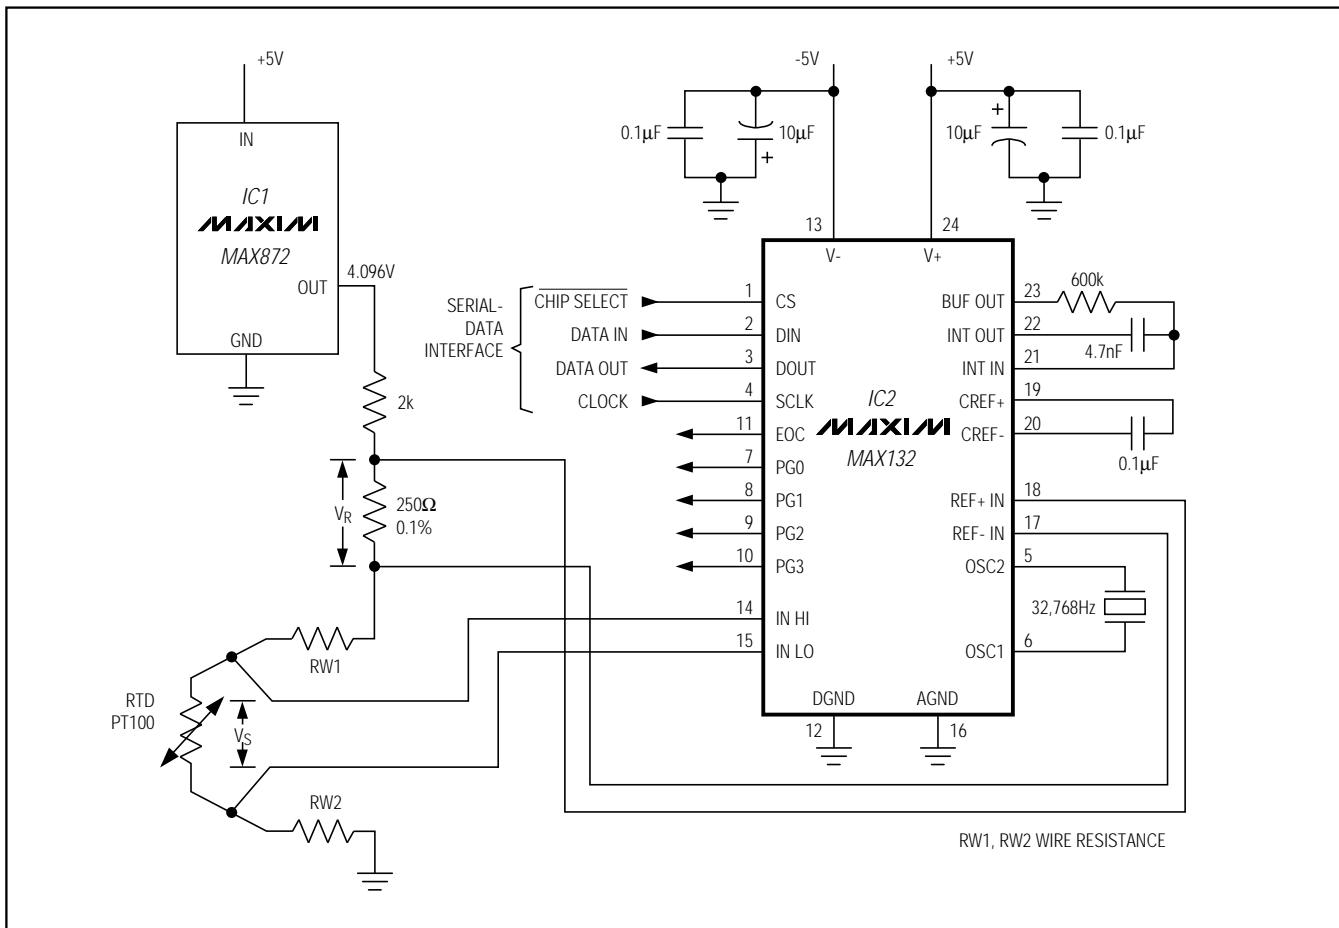 +5V
IN
IC1
MAXIM
MAX872
4.096V
OUT
GND
2k
VR
250Ω
0.1%
RW1
RTD
PT100
VS
RW2
-5V
+5V
0.1µF
10µF
+
+
10µF
0.1µF
13
24
V-
V+
SERIAL-
DATA
INTERFACE
CHIP SELECT
DATA IN
DATA OUT
CLOCK
1
CS
2
DIN
3
DOUT
4
SCLK
11
EOC
7
PG0
8
PG1
9
PG2
10
PG3
14
IN HI
15
IN LO
IC2
MAXIM
MAX132
BUF OUT
23
600k
INT OUT
22
4.7nF
INT IN
21
CREF+
19
CREF-
20
0.1µF
REF+ IN
18
REF- IN
17
OSC2
5
32,768Hz
OSC1
6
DGND
AGND
12
16
RW1, RW2 WIRE RESISTANCE